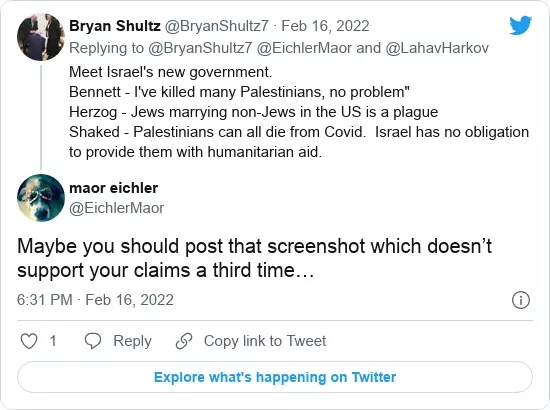 Bryan Shultz @BryanShultz7 · Feb 16, 2022
Replying to @BryanShultz7 @EichlerMaor and @LahavHarkov
Meet Israel's new government.
Bennett - I've killed many Palestinians, no problem"
Herzog - Jews marrying non-Jews in the US is a plague
Shaked - Palestinians can all die from Covid.  Israel has no obligation
to provide them with humanitarian aid.
maor eichler
@EichlerMaor
Maybe you should post that screenshot which doesn’t
support your claims a third time…
6:31 PM · Feb 16, 2022
1 Reply Copy link to Tweet
Explore what's happening on Twitter